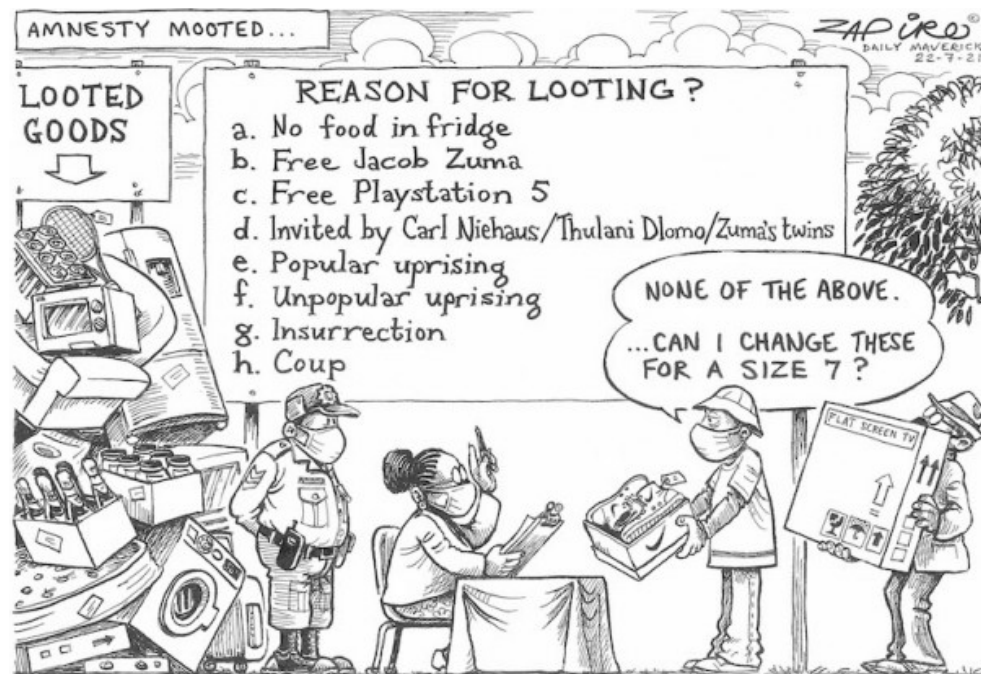 AMNESTY MOOTED...
ZAPIRO ©
DAILY MAVERICK
22-7-21
LOOTED
GOODS
REASON FOR LOOTING?
a. No food in fridge
b. Free Jacob Zuma
c. Free Playstation 5
d. Invited by Carl Niehaus/Thulani Dlomo/Zuma's twins
e. Popular uprising
f. Unpopular uprising
g. Insurrection
h. Coup
NONE OF THE ABOVE.
...CAN I CHANGE THESE
FOR A SIZE 7?
FLAT SCREEN TV